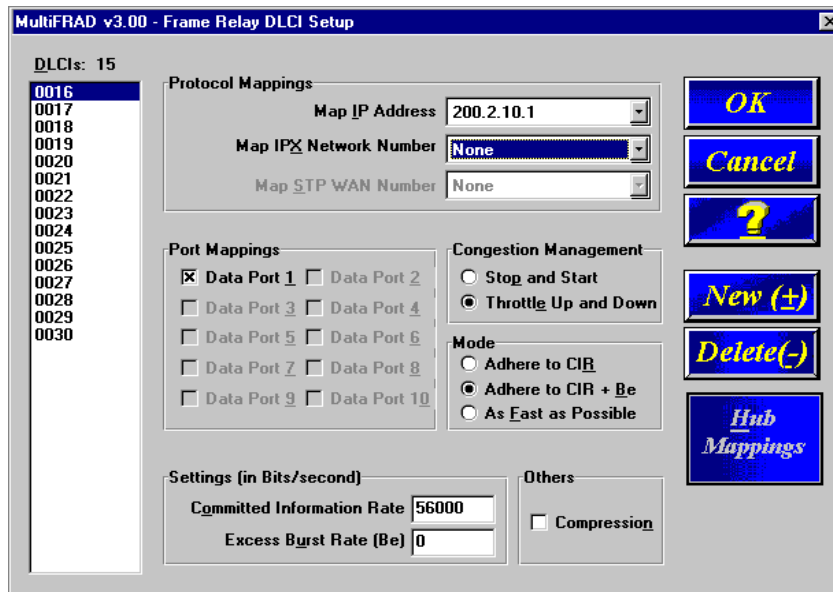 MultiFRAD v3.00 - Frame Relay DLCI Setup
DLCIs: 15
0016
0017
0018
0019
0020
0021
0022
0023
0024
0025
0026
0027
0028
0029
0030
Protocol Mappings
Map IP Address 200.2.10.1
Map IPX Network Number None
Map STP WAN Number None
Port Mappings
Data Port 1 Data Port 2
Data Port 3 Data Port 4
Data Port 5 Data Port 6
Data Port 7 Data Port 8
Data Port 9 Data Port 10
Congestion Management
Stop and Start
Throttle Up and Down
Mode
Adhere to CIR
Adhere to CIR + Be
As Fast as Possible
Settings (in Bits/second)
Committed Information Rate 56000
Excess Burst Rate (Be) 0
Others
Compression
OK
Cancel
?
New (+)
Delete(-)
Hub
Mappings